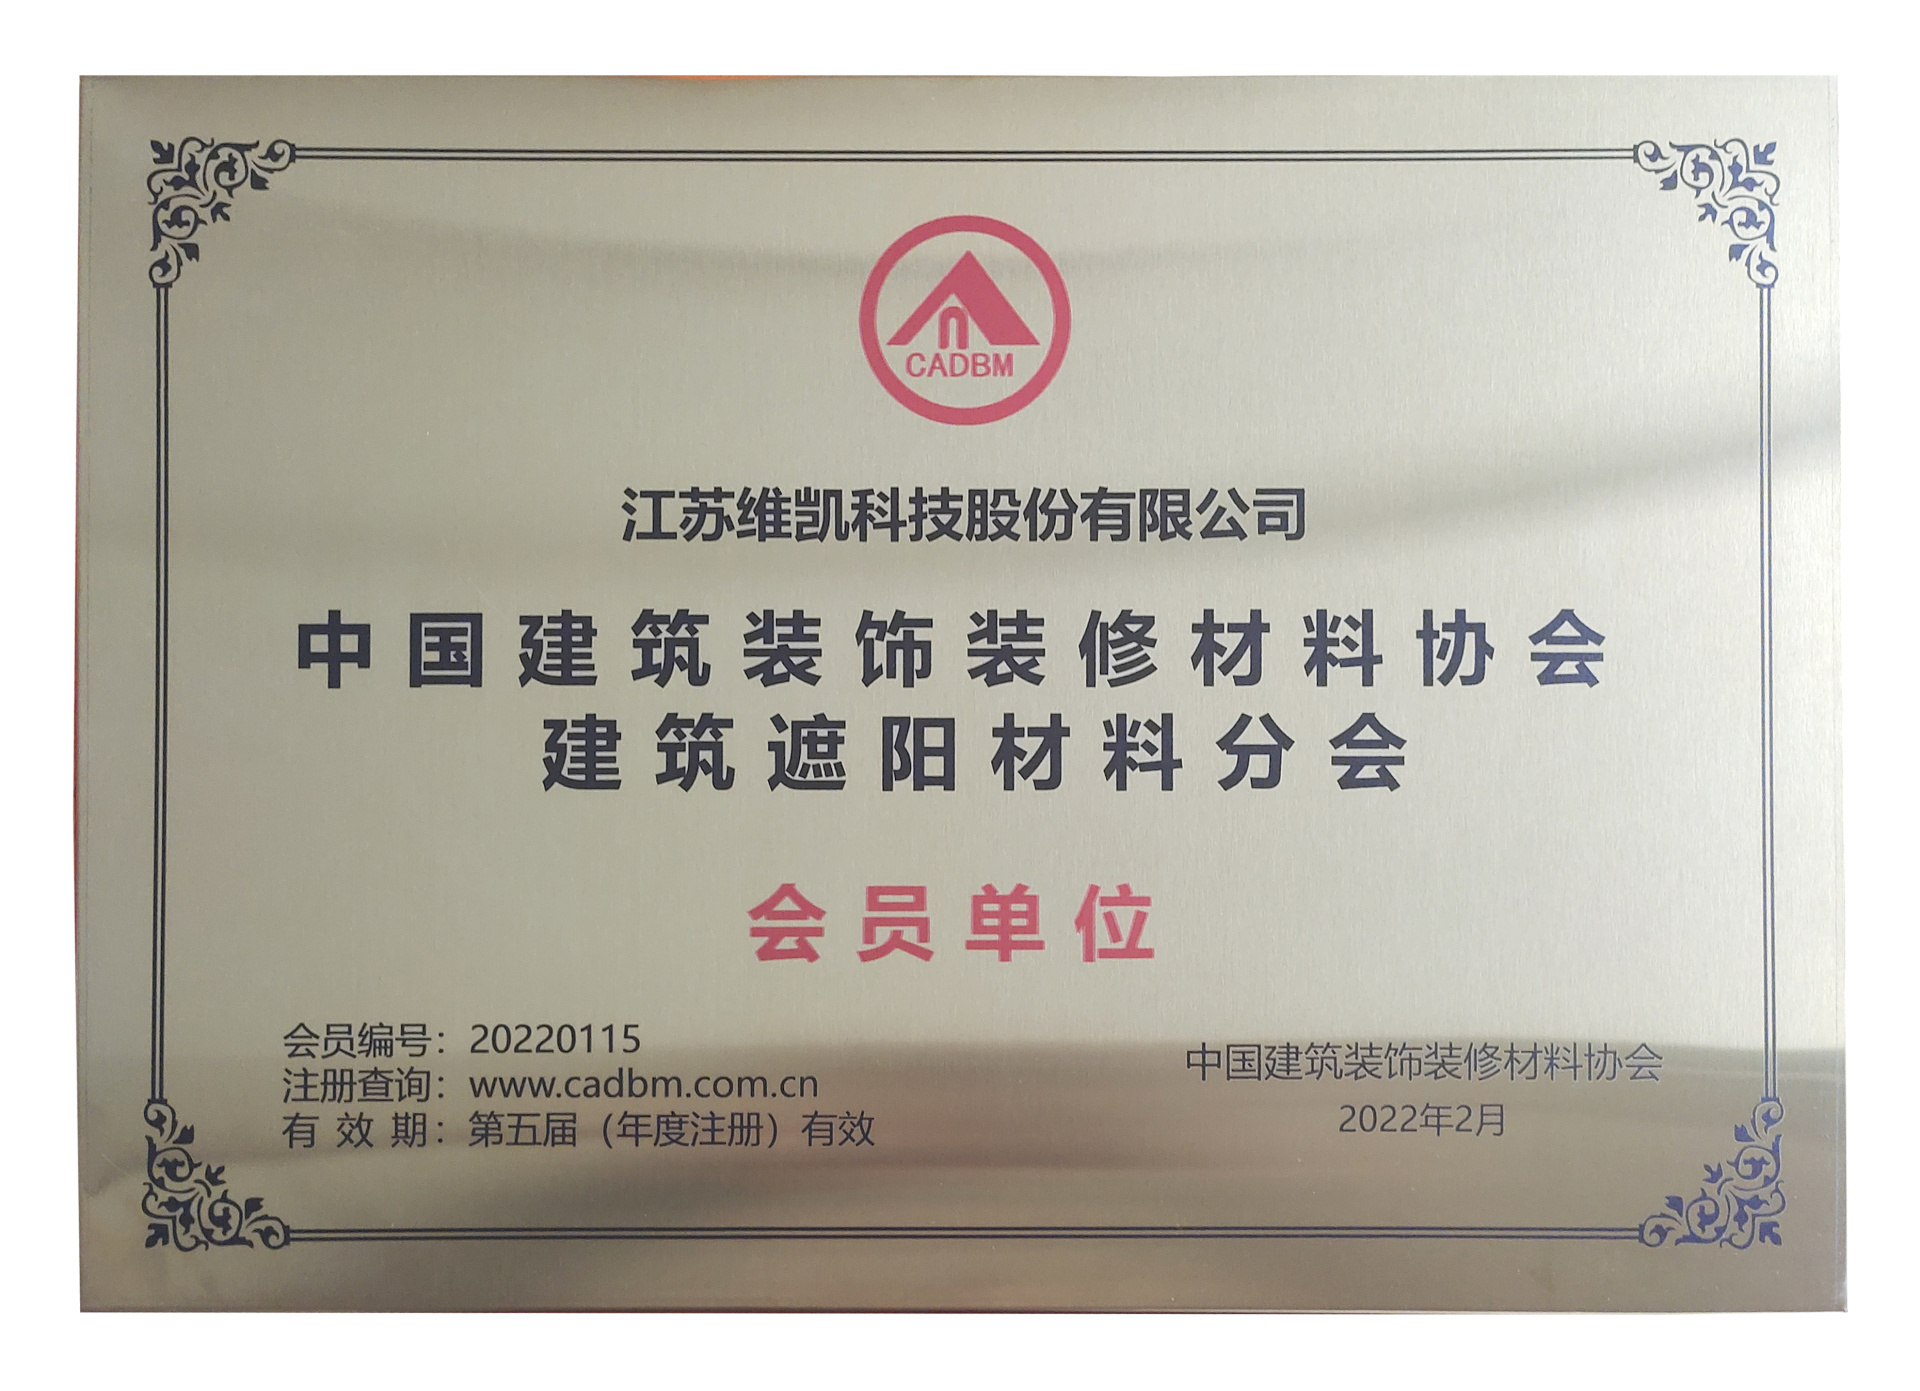 CADBM
江苏维凯科技股份有限公司
中国建筑装饰装修材料协会
建筑遮阳材料分会
会员单位
会员编号：20220115
注册查询：www.cadbm.com.cn
有效期：第五届（年度注册）有效
中国建筑装饰装修材料协会
2022年2月